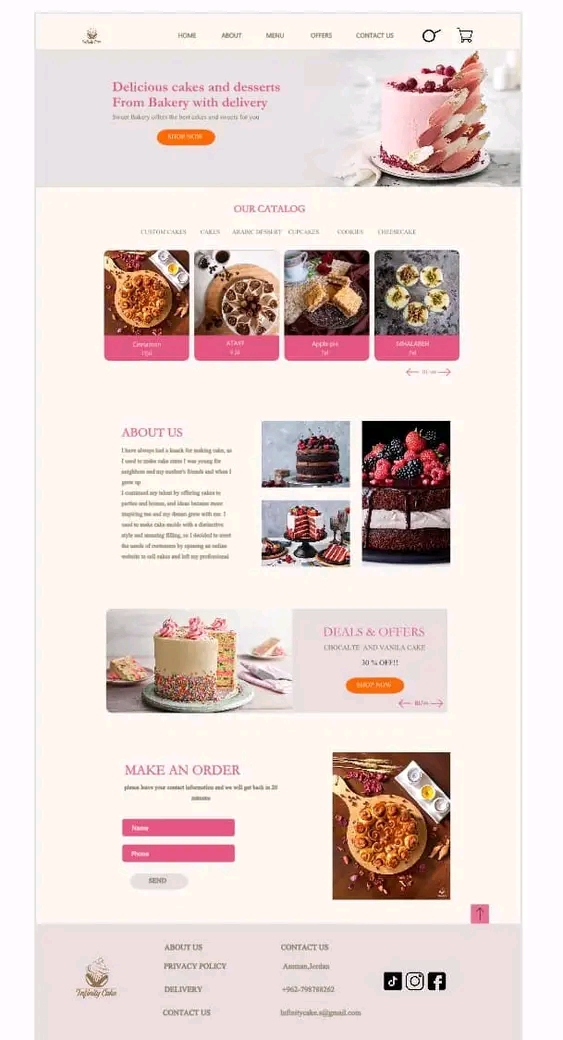 HOME ABOUT MENU OFFERS CONTACT US
Delicious cakes and desserts
From Bakery with delivery
Sweet Bakery offers the best cakes and sweets for you
SHOP NOW
OUR CATALOG
CUSTOM CAKES CAKES ARABIC DESSERT CUPCAKES COOKIES CHEESECAKE
Cinnamon
ATAYF
Apple pie
MHALABEH
ABOUT US
I have always had a knack for making cake, as
I used to make cake since I was young for
neighbors and my mother's friends and when I
grew up
I continued my talent by offering cakes to
parties and homes, and ideas became more
inspiring me and my dream grew with me. I
used to make cake molds with a distinctive
style and amazing filling, so I decided to meet
the needs of customers by opening an online
website to sell cakes and left my professional
DEALS & OFFERS
CHOCALTE AND VANILA CAKE
30 % OFF!!
SHOP NOW
MAKE AN ORDER
please leave your contact information and we will get back in 20
minutes
Name
Phone
SEND
Infinity Cake
ABOUT US
PRIVACY POLICY
DELIVERY
CONTACT US
CONTACT US
Amman,Jordan
+962-798788262
Infinitycake.s@gmail.com